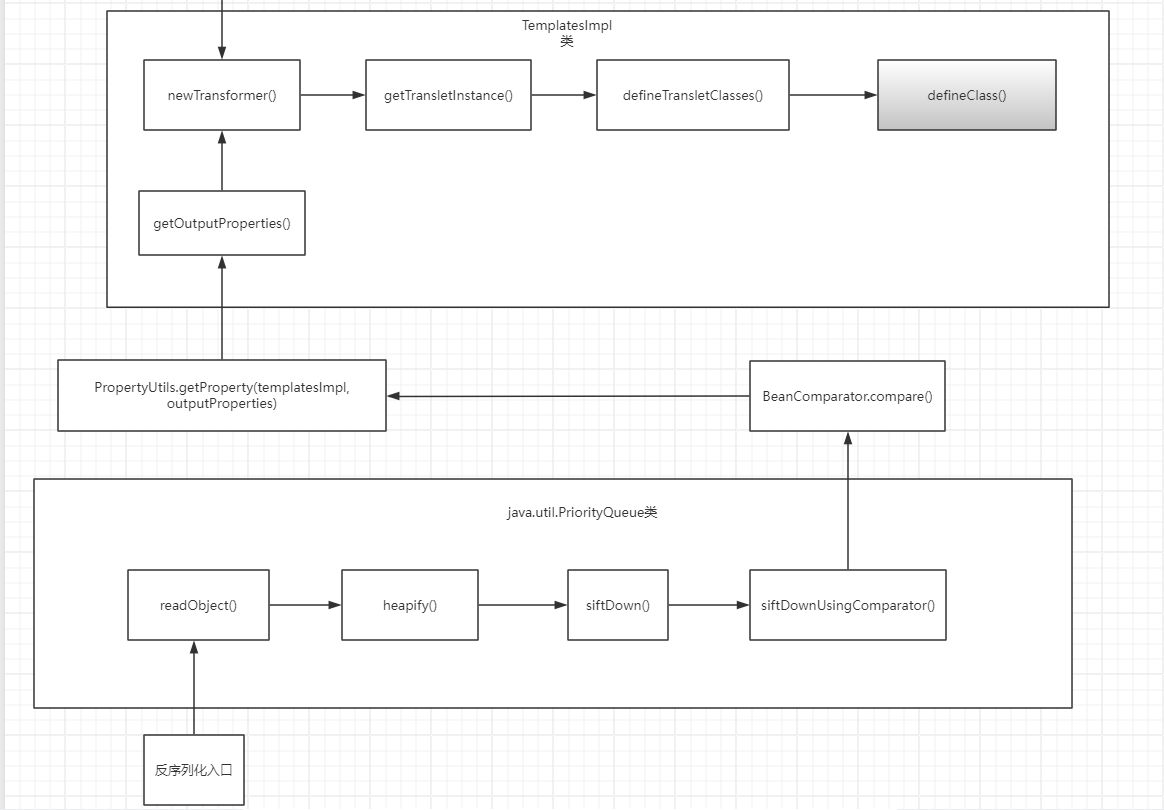 TemplatesImpl
类
newTransformer()
getTransletInstance()
defineTransletClasses()
defineClass()
getOutputProperties()
PropertyUtils.getProperty(templatesImpl,
outputProperties)
BeanComparator.compare()
java.util.PriorityQueue类
readObject()
heapify()
siftDown()
siftDownUsingComparator()
反序列化入口